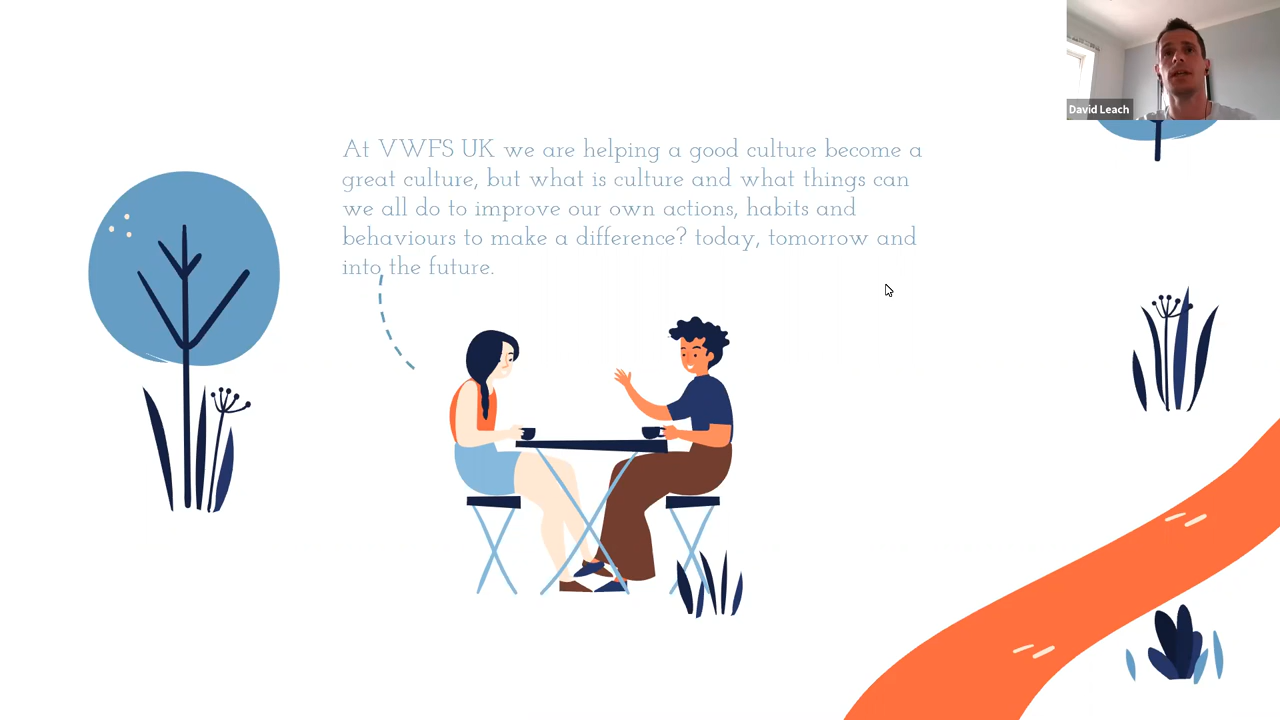 David Leach
At VWFS UK we are helping a good culture become a
great culture, but what is culture and what things can
we all do to improve our own actions, habits and
behaviours to make a difference? today, tomorrow and
into the future.